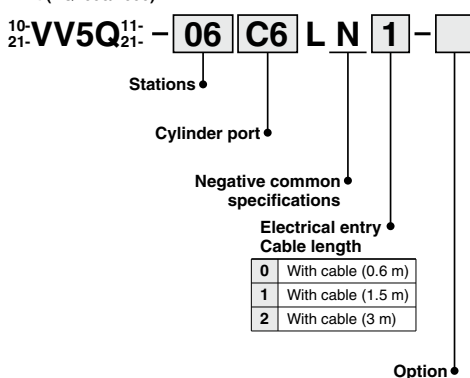 10-
21-VV5Q11-
21- – 06 C6 L N 1 –
Stations
Cylinder port
Negative common
specifications
Electrical entry
Cable length
0 With cable (0.6 m)
1 With cable (1.5 m)
2 With cable (3 m)
Option